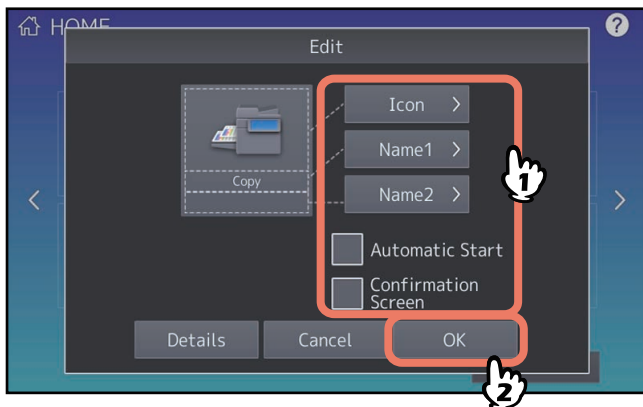 HOME
?
Edit
Icon >
Name1 >
Copy
Name2 >
1
< >
Automatic Start
Confirmation
Screen
Details Cancel OK
2